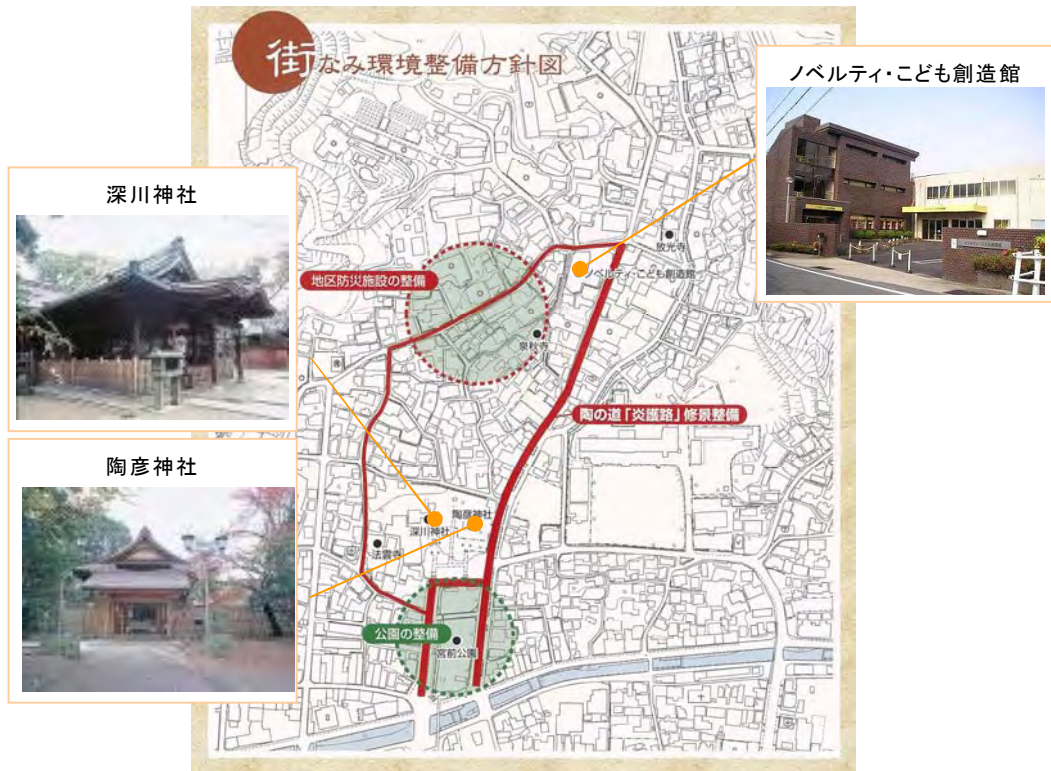 街なみ環境整備方針図
ノベルティ・こども創造館
深川神社
陶彦神社
地区防災施設の整備
放光寺
ノベルティ・こども創造館
泉秋寺
陶の道「炎護路」修景整備
陶彦神社
深川神社
法雲寺
公園の整備
宮前公園